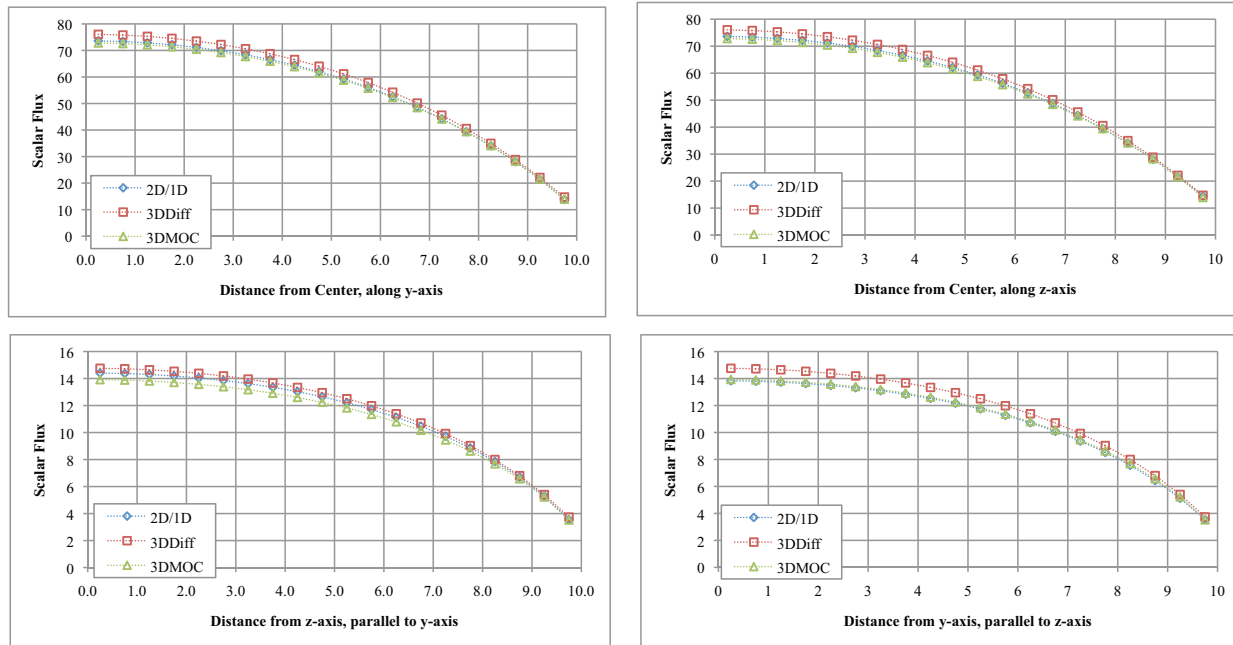 80
70
60
50
40
30
20
10
0
Scalar Flux
2D/1D
3DDiff
3DMOC
0.0 1.0 2.0 3.0 4.0 5.0 6.0 7.0 8.0 9.0 10.0
Distance from Center, along y-axis
80
70
60
50
40
30
20
10
0
Scalar Flux
2D/1D
3DDiff
3DMOC
0 1 2 3 4 5 6 7 8 9 10
Distance from Center, along z-axis
16
14
12
10
8
6
4
2
0
Scalar Flux
2D/1D
3DDiff
3DMOC
0.0 1.0 2.0 3.0 4.0 5.0 6.0 7.0 8.0 9.0 10.0
Distance from z-axis, parallel to y-axis
16
14
12
10
8
6
4
2
0
Scalar Flux
2D/1D
3DDiff
3DMOC
0 1 2 3 4 5 6 7 8 9 10
Distance from y-axis, parallel to z-axis